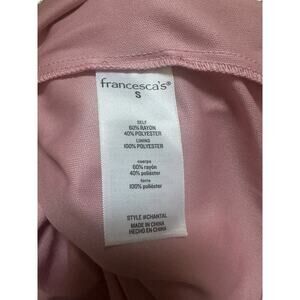 francesca's®
S
SELF
60% RAYON
40% POLYESTER
LINING
100% POLYESTER
cuerpo
60% rayón
40% poliéster
forro
100% poliéster
STYLE #CHANTAL
MADE IN CHINA
HECHO EN CHINA